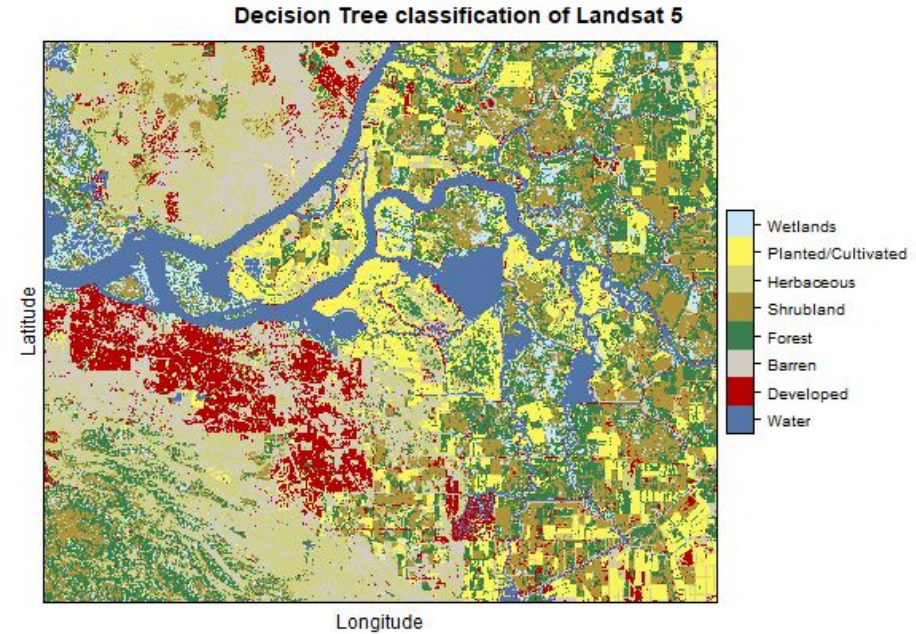 Decision Tree classification of Landsat 5
Latitude
Wetlands
Planted/Cultivated
Herbaceous
Shrubland
Forest
Barren
Developed
Water
Longitude